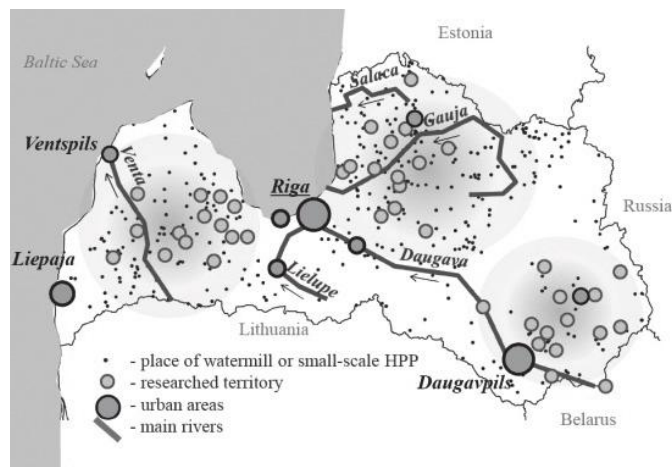 Estonia
Baltic Sea
Salaca
Gauja
Ventspils
Venta
Riga
Russia
Liepaja
Daugava
Lielupe
Lithuania
- place of watermill or small-scale HPP
- researched territory
- urban areas
- main rivers
Daugavpils
Belarus